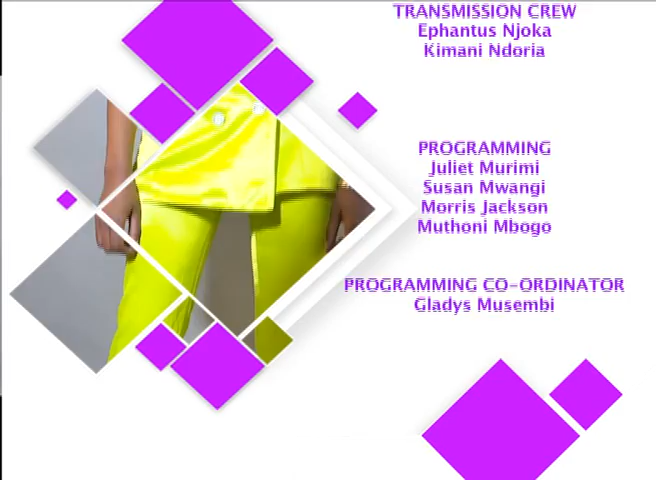 TRANSMISSION CREW
Ephantus Njoka
Kimani Ndoria
PROGRAMMING
Juliet Murimi
Susan Mwangi
Morris Jackson
Muthoni Mbogo
PROGRAMMING CO-ORDINATOR
Gladys Musembi